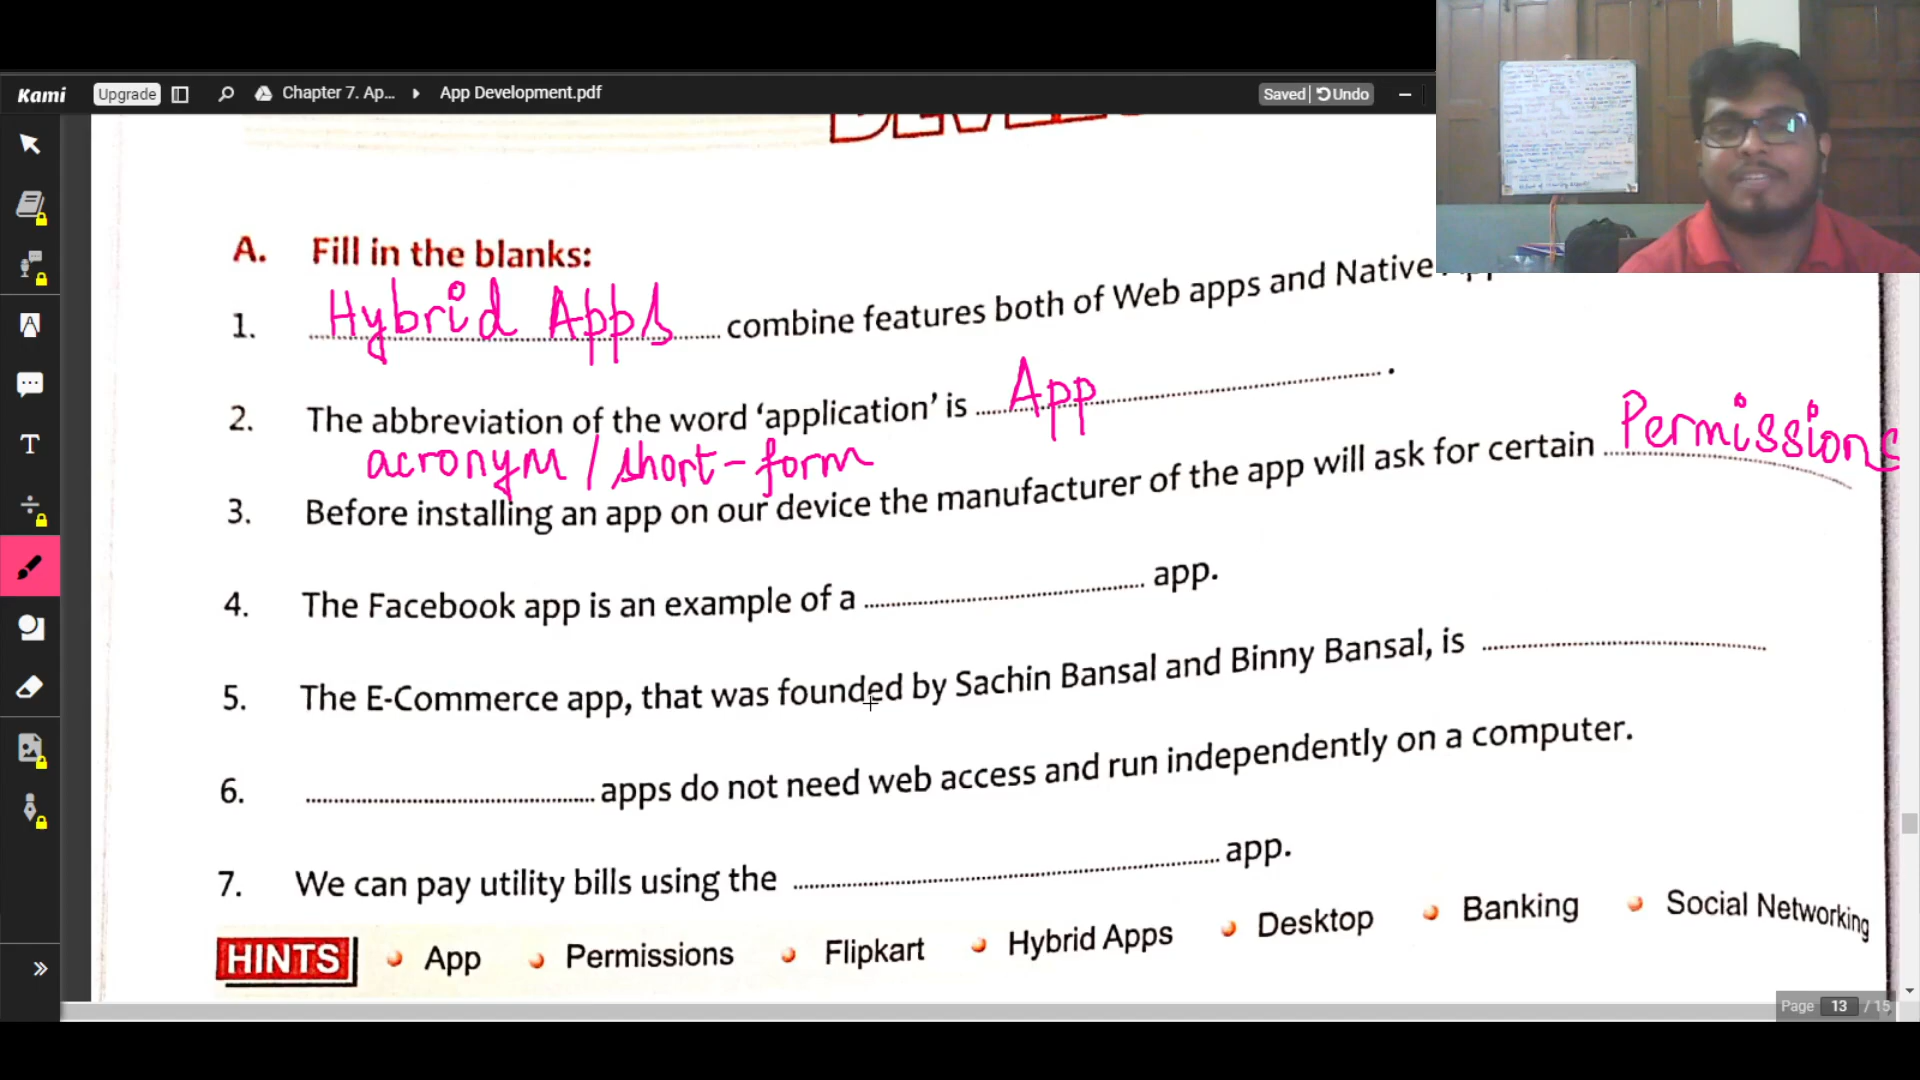 Kami Upgrade Chapter 7. Ap... App Development.pdf Saved Undo
A. Fill in the blanks:
1. Hybrid Apps combine features both of Web apps and Native
2. The abbreviation of the word ‘application’ is App .
acronym / short-form
3. Before installing an app on our device the manufacturer of the app will ask for certain Permissions
4. The Facebook app is an example of a app.
5. The E-Commerce app, that was founded by Sachin Bansal and Binny Bansal, is
6. apps do not need web access and run independently on a computer.
7. We can pay utility bills using the app.
HINTS App Permissions Flipkart Hybrid Apps Desktop Banking Social Networking
Page 13 / 15